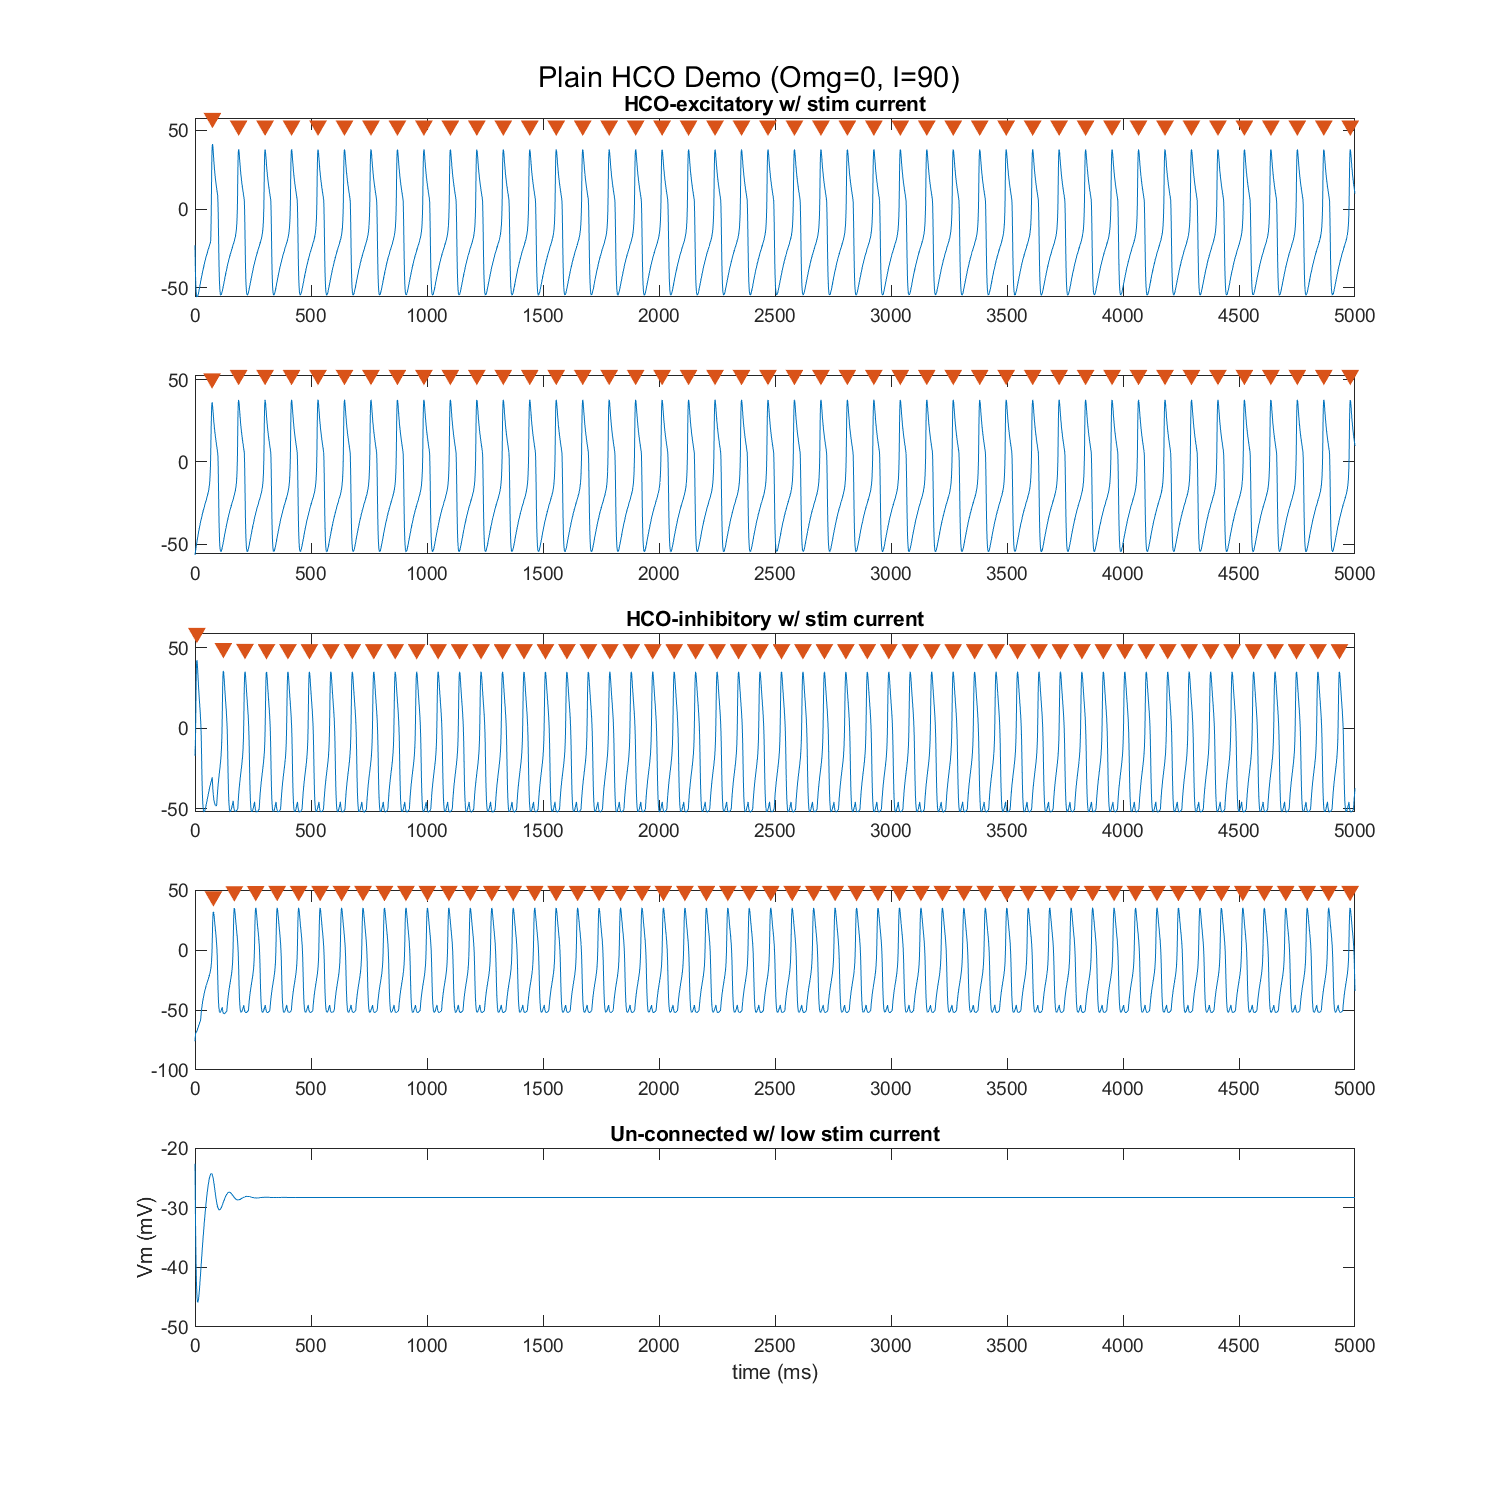 Plain HCO Demo (Omg=0, I=90)
HCO-excitatory w/ stim current
50
0
-50
0 500 1000 1500 2000 2500 3000 3500 4000 4500 5000
50
0
-50
0 500 1000 1500 2000 2500 3000 3500 4000 4500 5000
HCO-inhibitory w/ stim current
50
0
-50
0 500 1000 1500 2000 2500 3000 3500 4000 4500 5000
50
0
-50
-100
0 500 1000 1500 2000 2500 3000 3500 4000 4500 5000
Un-connected w/ low stim current
-20
-30
-40
-50
Vm (mV)
0 500 1000 1500 2000 2500 3000 3500 4000 4500 5000
time (ms)